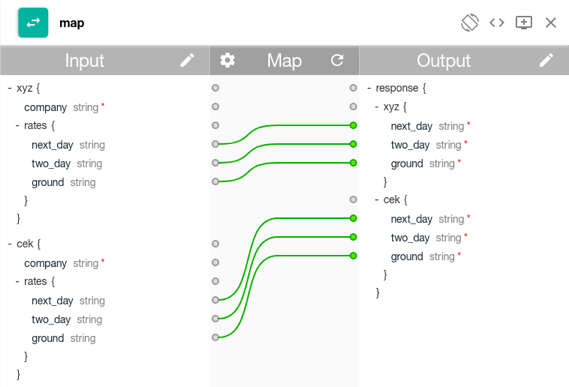 map
Input
Map
Output
- xyz {
company string *
- rates {
next_day string
two_day string
ground string
}
}
- cek {
company string *
- rates {
next_day string
two_day string
ground string
}
}
- response {
- xyz {
next_day string *
two_day string *
ground string *
}
- cek {
next_day string *
two_day string *
ground string *
}
}